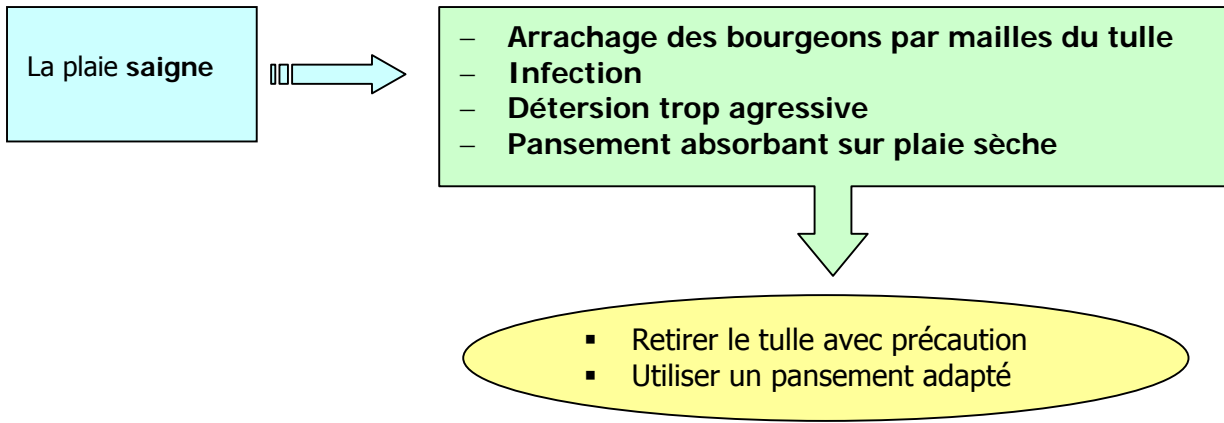 La plaie saigne
– Arrachage des bourgeons par mailles du tulle
– Infection
– Détersion trop agressive
– Pansement absorbant sur plaie sèche
▪ Retirer le tulle avec précaution
▪ Utiliser un pansement adapté